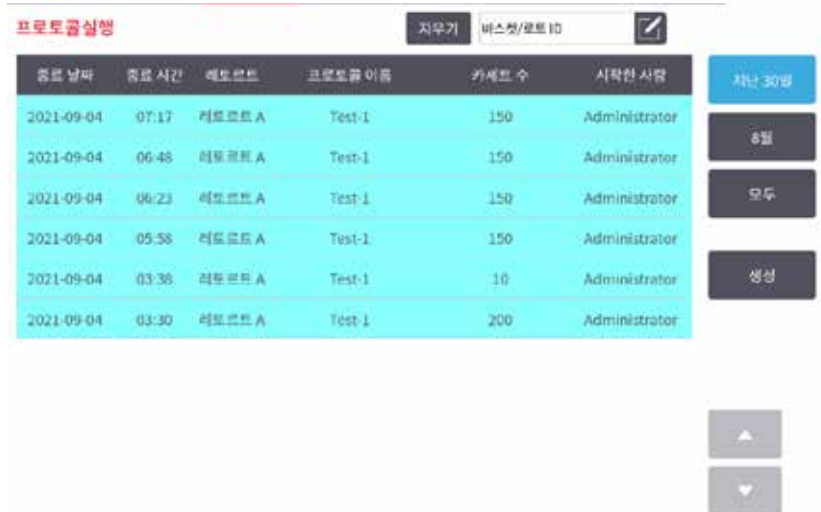 프로토콜실행
지우기
바스켓/로트 ID
종료 날짜 종료 시간 레토르트 프로토콜 이름 카세트 수 시작한 사람
2021-09-04 07:17 레토르트 A Test-1 150 Administrator
2021-09-04 06:48 레토르트 A Test-1 150 Administrator
2021-09-04 06:23 레토르트 A Test-1 150 Administrator
2021-09-04 05:58 레토르트 A Test-1 150 Administrator
2021-09-04 03:38 레토르트 A Test-1 10 Administrator
2021-09-04 03:30 레토르트 A Test-1 200 Administrator
지난 30일
8월
모두
생성